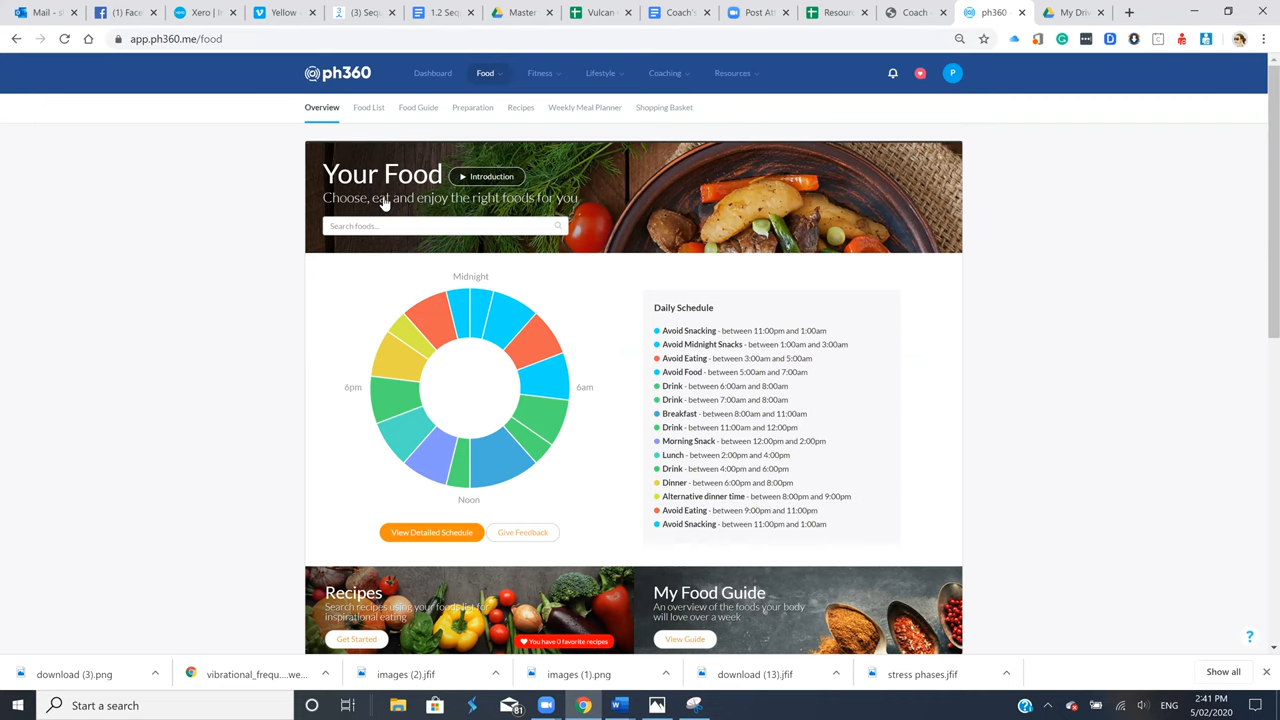 Mail – si
(1) Face
Xero | In
Yellow -
(3) Seq
1.2 Seq
Master
Vulcan
Coach's
Post Att
Resourc
Coach -
ph360
My Driv
app.ph360.me/food
ph360
Dashboard
Food
Fitness
Lifestyle
Coaching
Resources
P
Overview
Food List
Food Guide
Preparation
Recipes
Weekly Meal Planner
Shopping Basket
Your Food
Introduction
Choose, eat and enjoy the right foods for you
Search foods...
Midnight
6pm
6am
Noon
View Detailed Schedule
Give Feedback
Daily Schedule
Avoid Snacking - between 11:00pm and 1:00am
Avoid Midnight Snacks - between 1:00am and 3:00am
Avoid Eating - between 3:00am and 5:00am
Avoid Food - between 5:00am and 7:00am
Drink - between 6:00am and 8:00am
Drink - between 7:00am and 8:00am
Breakfast - between 8:00am and 11:00am
Drink - between 11:00am and 12:00pm
Morning Snack - between 12:00pm and 2:00pm
Lunch - between 2:00pm and 4:00pm
Drink - between 4:00pm and 6:00pm
Dinner - between 6:00pm and 8:00pm
Alternative dinner time - between 8:00pm and 9:00pm
Avoid Eating - between 9:00pm and 11:00pm
Avoid Snacking - between 11:00pm and 1:00am
Recipes
Search recipes using your foods list for
inspirational eating
Get Started
You have 0 favorite recipes
My Food Guide
An overview of the foods your body
will love over a week
View Guide
?
download (3).png
vibrational_frequ....we...
images (2).jfif
images (1).png
download (13).jfif
stress phases.jfif
Show all
Start a search
81
ENG
2:41 PM
5/02/2020